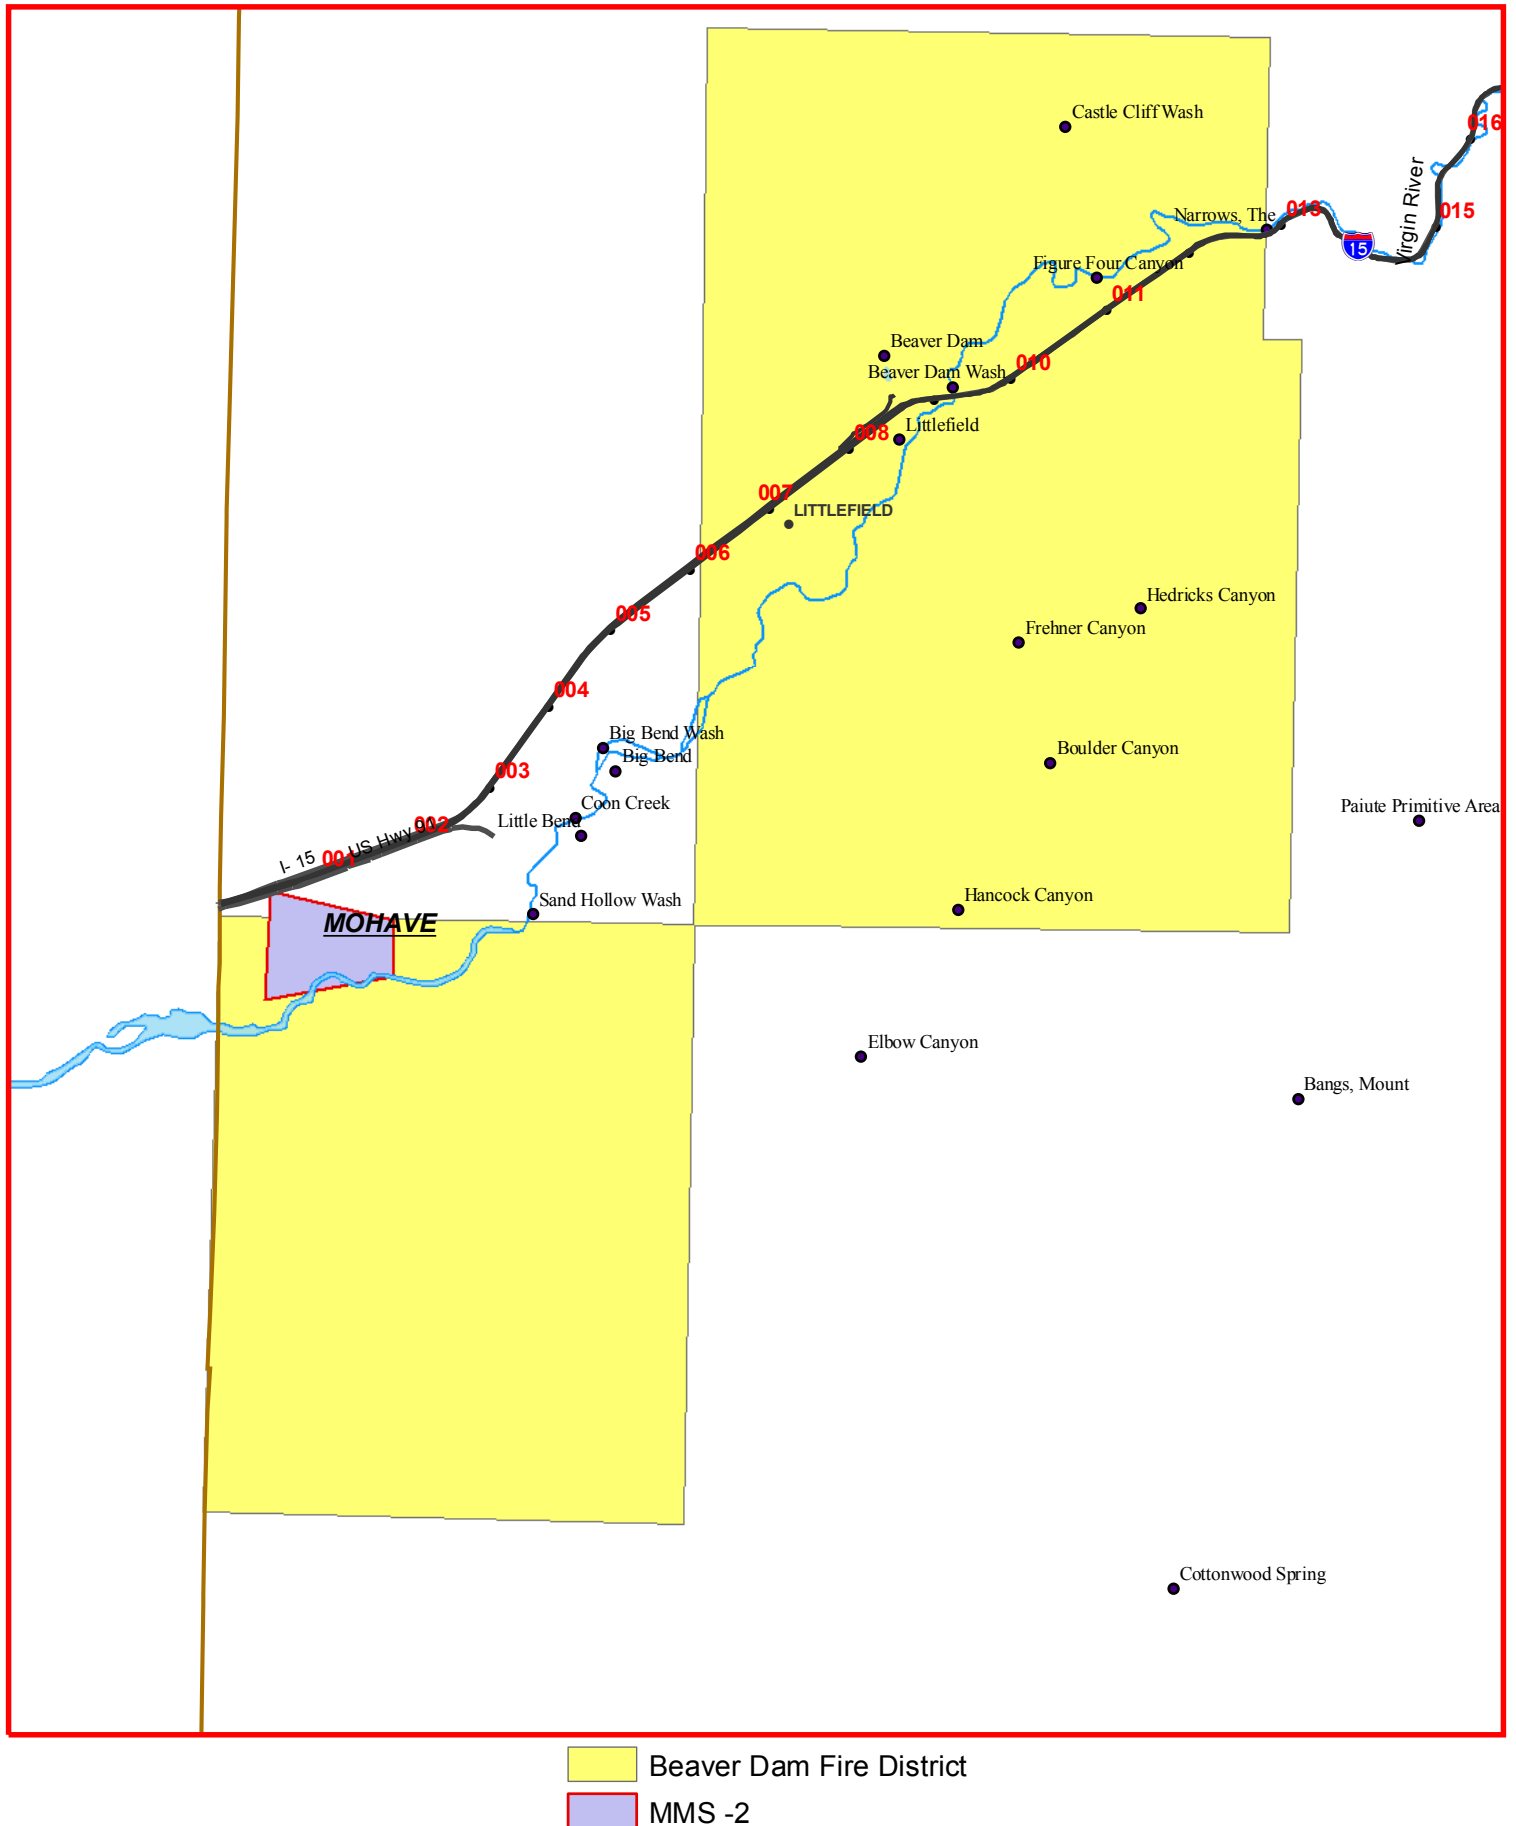 Castle Cliff Wash
016
Virgin River
015
013
Narrows, The
15
Figure Four Canyon
011
Beaver Dam
010
Beaver Dam Wash
Littlefield
008
007
LITTLEFIELD
006
Hedricks Canyon
005
Frehner Canyon
004
Big Bend Wash
Boulder Canyon
Big Bend
003
Coon Creek
Paiute Primitive Area
Little Bend
002
US Hwy 91
001
I- 15
Hancock Canyon
Sand Hollow Wash
MOHAVE
Elbow Canyon
Bangs, Mount
Cottonwood Spring
Beaver Dam Fire District
MMS -2